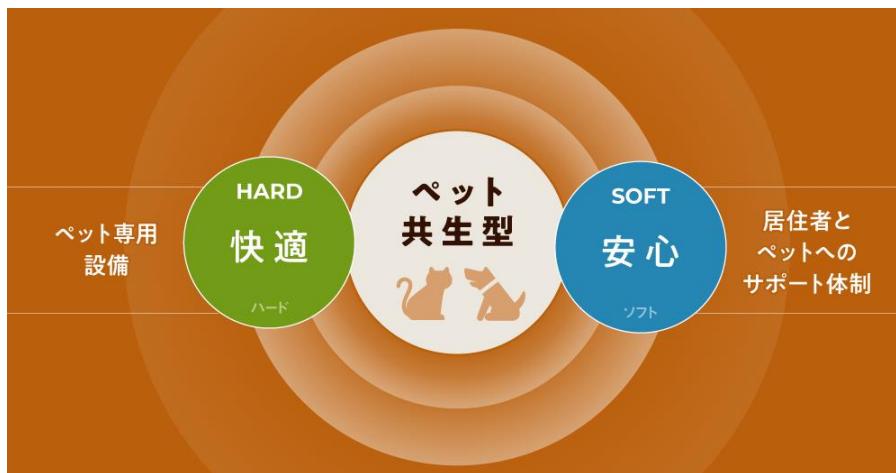 ペット専用
設備
HARD
快適
ハード
ペット
共生型
SOFT
安心
ソフト
居住者と
ペットへの
サポート体制